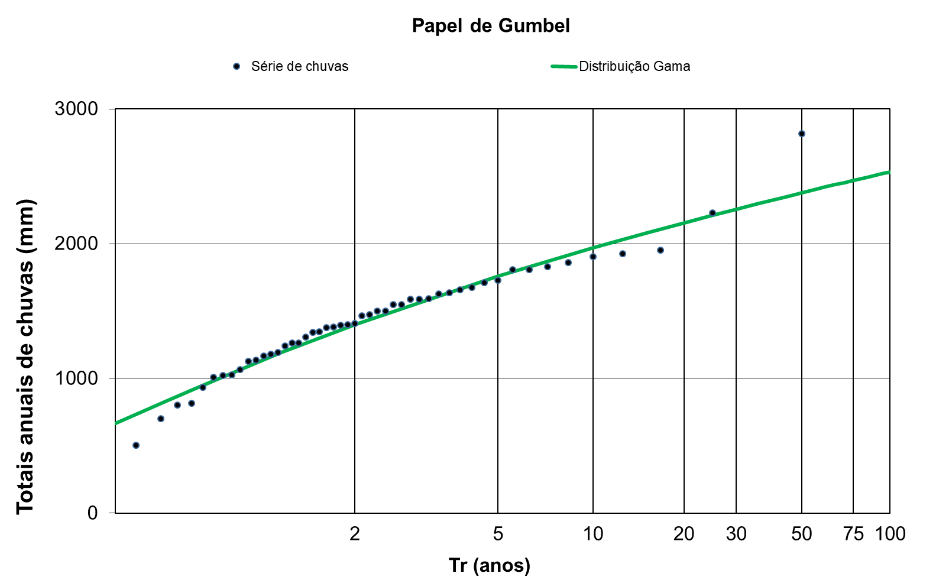 Papel de Gumbel
Série de chuvas
Distribuição Gama
Totais anuais de chuvas (mm)
3000
2000
1000
0
2 5 10 20 30 50 75 100
Tr (anos)